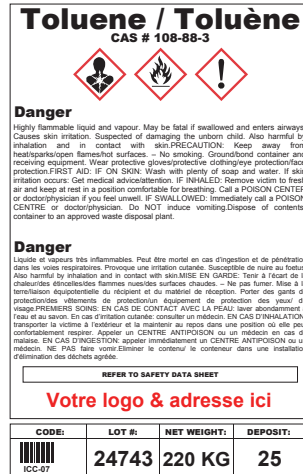 Toluene / Toluène
CAS # 108-88-3
Danger
Highly flammable liquid and vapour. May be fatal if swallowed and enters airways.
Causes skin irritation. Suspected of damaging the unborn child. Also harmful by
inhalation and in contact with skin.PRECAUTION: Keep away from
heat/sparks/open flames/hot surfaces. – No smoking. Ground/bond container and
receiving equipment. Wear protective gloves/protective clothing/eye protection/face
protection.FIRST AID: IF ON SKIN: Wash with plenty of soap and water. If skin
irritation occurs: Get medical advice/attention. IF INHALED: Remove victim to fresh
air and keep at rest in a position comfortable for breathing. Call a POISON CENTER
or doctor/physician if you feel unwell. IF SWALLOWED: Immediately call a POISON
CENTRE or doctor/physician. Do NOT induce vomiting.Dispose of contents/
container to an approved waste disposal plant.
Danger
Liquide et vapeurs très inflammables. Peut être mortel en cas d'ingestion et de pénétration
dans les voies respiratoires. Provoque une irritation cutanée. Susceptible de nuire au foetus.
Also harmful by inhalation and in contact with skin.MISE EN GARDE: Tenir à l'écart de la
chaleur/des étincelles/des flammes nues/des surfaces chaudes. – Ne pas fumer. Mise à la
terre/liaison équipotentielle du récipient et du matériel de réception. Porter des gants de
protection/des vêtements de protection/un équipement de protection des yeux/ du
visage.PREMIERS SOINS: EN CAS DE CONTACT AVEC LA PEAU: laver abondamment à
l'eau et au savon. En cas d'irritation cutanée: consulter un médecin. EN CAS D'INHALATION:
transporter la victime à l'extérieur et la maintenir au repos dans une position où elle peut
confortablement respirer. Appeler un CENTRE ANTIPOISON ou un médecin en cas de
malaise. EN CAS D'INGESTION: appeler immédiatement un CENTRE ANTIPOISON ou un
médecin. NE PAS faire vomir.Eliminer le contenu/ le conteneur dans une installation
d'élimination des déchets agréée.
REFER TO SAFETY DATA SHEET
Votre logo & adresse ici
CODE: LOT #: NET WEIGHT: DEPOSIT:
ICC-07 24743 220 KG 25